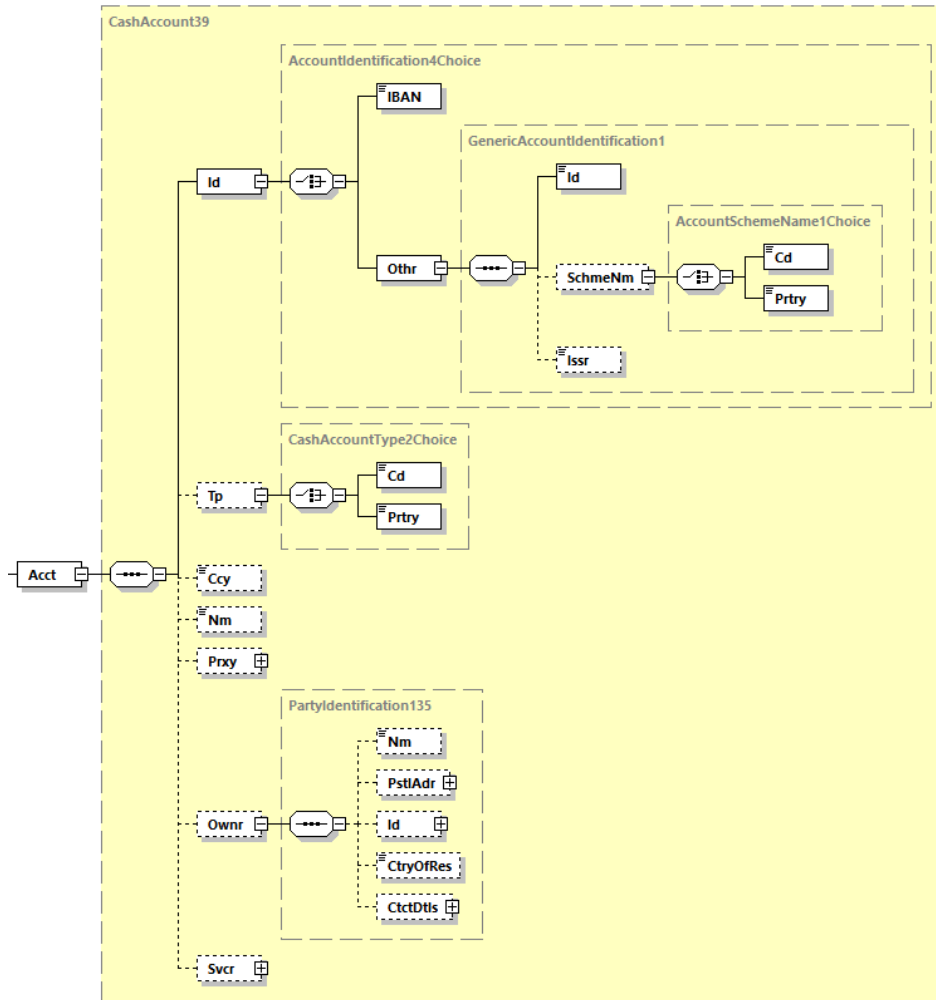 CashAccount39
AccountIdentification4Choice
IBAN
GenericAccountIdentification1
Id
Id
AccountSchemeName1Choice
Cd
Othr
SchmeNm
Prtry
Issr
CashAccountType2Choice
Cd
Tp
Prtry
Acct
Ccy
Nm
Prxy
PartyIdentification135
Nm
PstlAdr
Ownr
Id
CtryOfRes
CtctDtls
Svcr